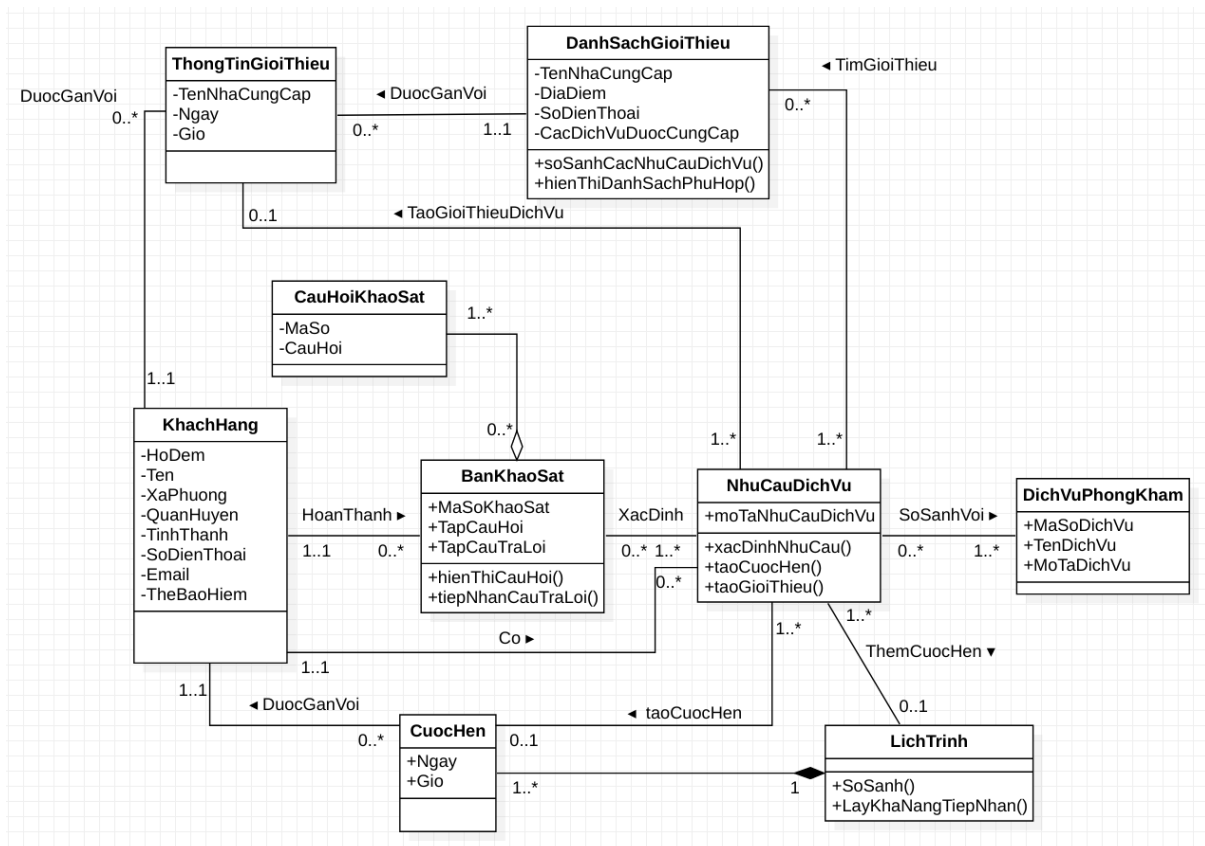 DanhSachGioiThieu
-TenNhaCungCap
-DiaDiem
-SoDienThoai
-CacDichVuDuocCungCap
+soSanhCacNhuCauDichVu()
+hienThiDanhSachPhuHop()
ThongTinGioiThieu
-TenNhaCungCap
-Ngay
-Gio
◄ TimGioiThieu
0..*
DuocGanVoi
0..*
◄ DuocGanVoi
0..*
1..1
0..1
◄ TaoGioiThieuDichVu
CauHoiKhaoSat
-MaSo
-CauHoi
1..*
1..1
0..*
1..*
1..*
KhachHang
-HoDem
-Ten
-XaPhuong
-QuanHuyen
-TinhThanh
-SoDienThoai
-Email
-TheBaoHiem
HoanThanh ►
1..1
0..*
BanKhaoSat
+MaSoKhaoSat
+TapCauHoi
+TapCauTraLoi
+hienThiCauHoi()
+tiepNhanCauTraLoi()
XacDinh
0..*
1..*
NhuCauDichVu
+moTaNhuCauDichVu
+xacDinhNhuCau()
+taoCuocHen()
+taoGioiThieu()
SoSanhVoi ►
0..*
1..*
DichVuPhongKham
+MaSoDichVu
+TenDichVu
+MoTaDichVu
0..*
Co ►
1..1
1..*
1..*
ThemCuocHen ▼
0..1
1..1
◄ DuocGanVoi
0..*
◄ taoCuocHen
0..1
CuocHen
+Ngay
+Gio
1..*
1
LichTrinh
+SoSanh()
+LayKhaNangTiepNhan()